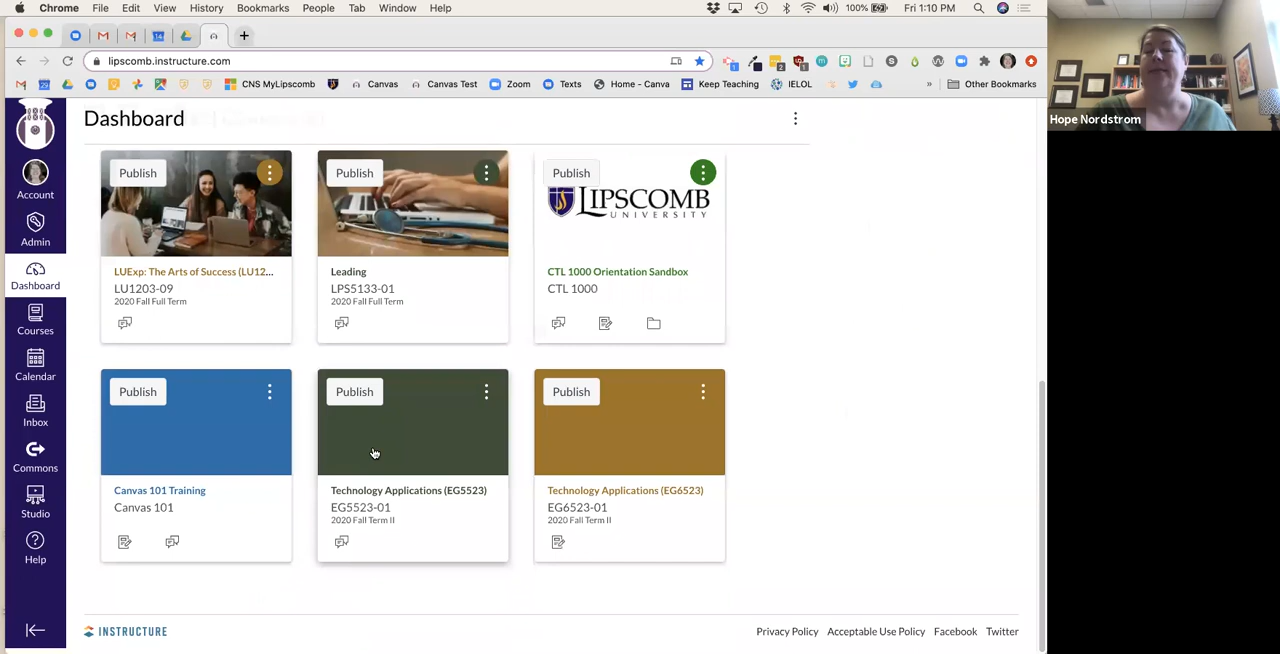 Chrome File Edit View History Bookmarks People Tab Window Help 100% Fri 1:10 PM
lipscomb.instructure.com
CNS MyLipscomb Canvas Canvas Test Zoom Texts Home - Canva Keep Teaching IELOL » Other Bookmarks
Hope Nordstrom
Dashboard
Account
Admin
Dashboard
Courses
Calendar
Inbox
Commons
Studio
Help
Publish
LUExp: The Arts of Success (LU12...
LU1203-09
2020 Fall Full Term
Publish
Leading
LPS5133-01
2020 Fall Full Term
Publish
LIPSCOMB
UNIVERSITY
CTL 1000 Orientation Sandbox
CTL 1000
Publish
Canvas 101 Training
Canvas 101
Publish
Technology Applications (EG5523)
EG5523-01
2020 Fall Term II
Publish
Technology Applications (EG6523)
EG6523-01
2020 Fall Term II
INSTRUCTURE
Privacy Policy Acceptable Use Policy Facebook Twitter